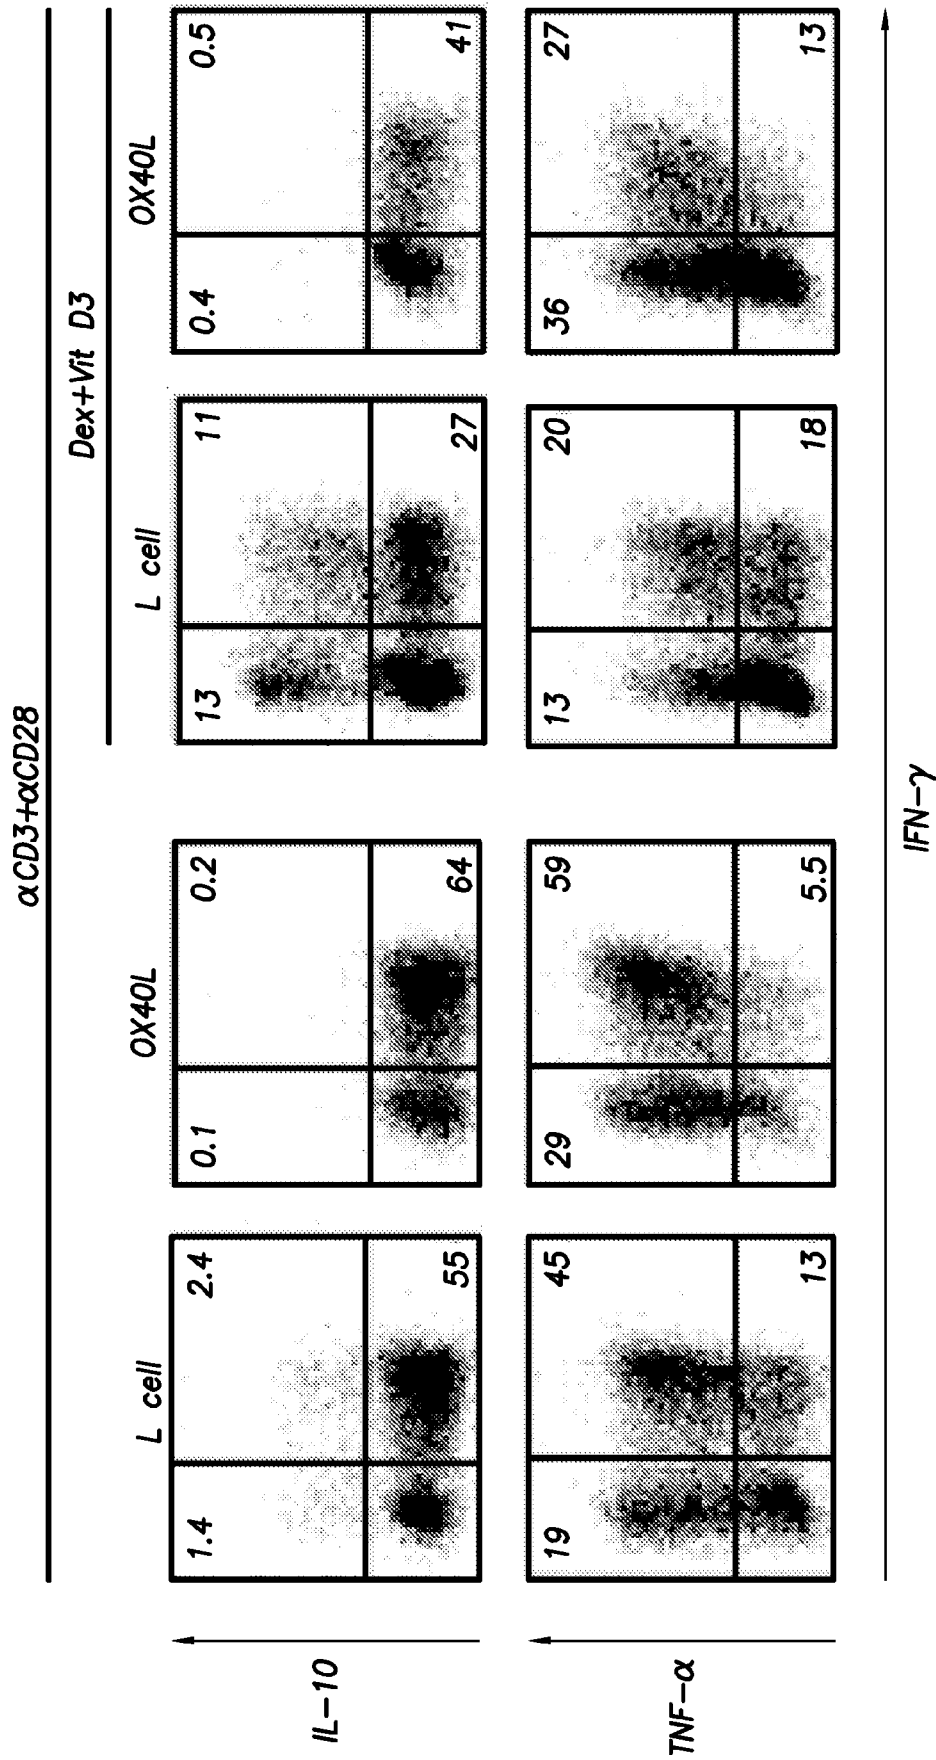 αCD3+αCD28
Dex+Vit D3
L cell
OX40L
L cell
OX40L
IL-10
1.4
2.4
55
0.1
0.2
64
13
11
27
0.4
0.5
41
TNF-α
19
45
13
29
59
5.5
13
20
18
36
27
13
IFN-γ